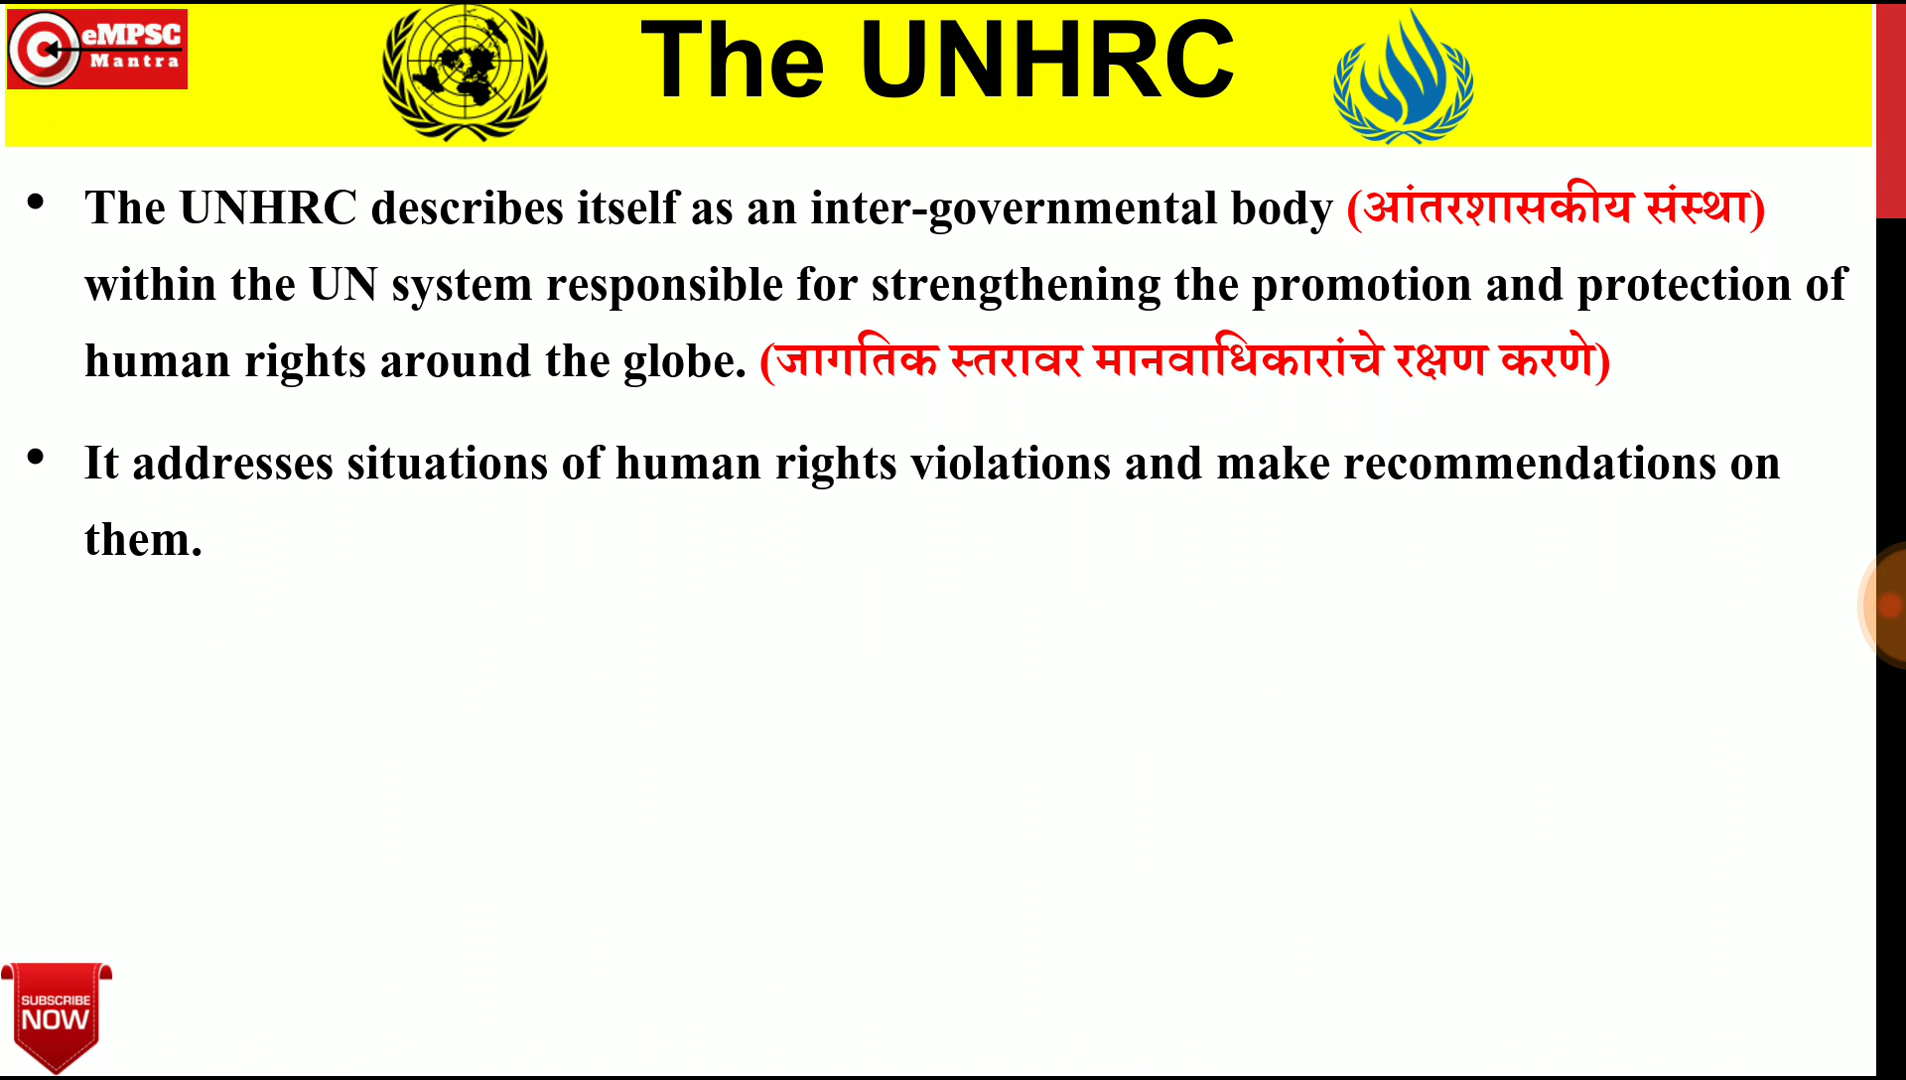 eMPSC
Mantra
The UNHRC
• The UNHRC describes itself as an inter-governmental body (आंतरशासकीय संस्था)
within the UN system responsible for strengthening the promotion and protection of
human rights around the globe. (जागतिक स्तरावर मानवाधिकारांचे रक्षण करणे)
• It addresses situations of human rights violations and make recommendations on
them.
SUBSCRIBE
NOW